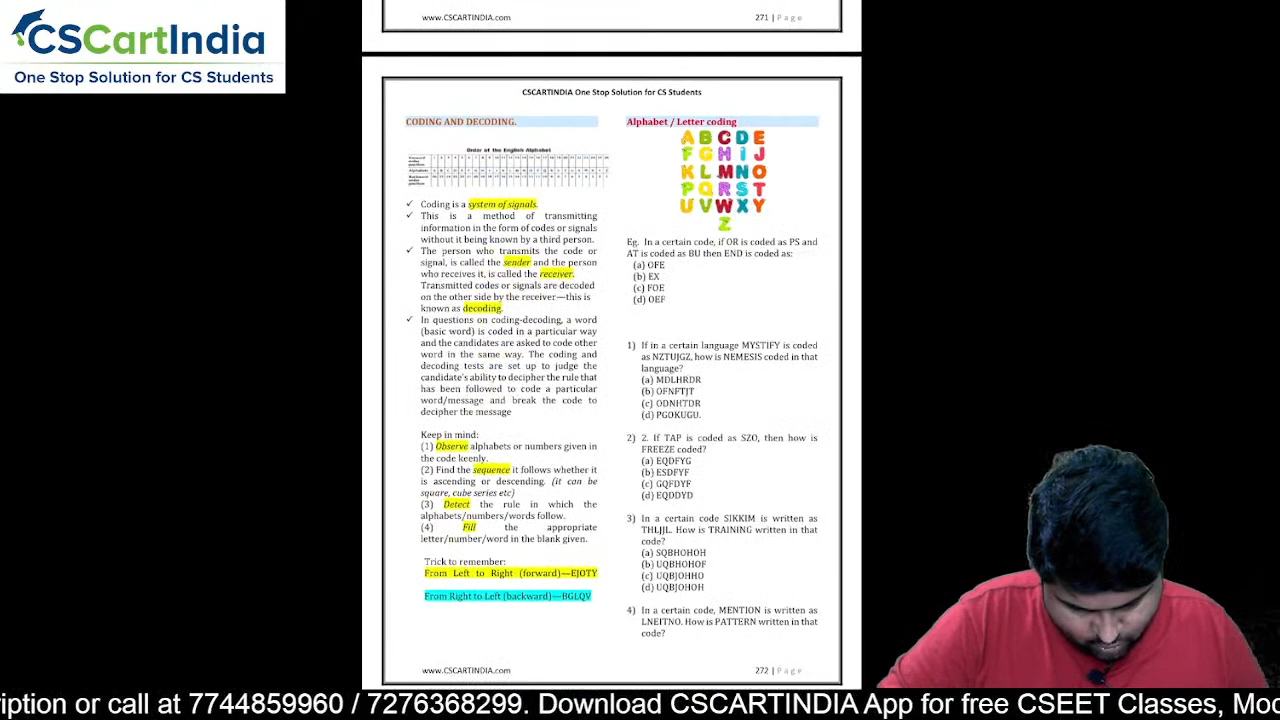 www.CSCARTINDIA.com
271 | Page
CSCartIndia
One Stop Solution for CS Students
CSCARTINDIA One Stop Solution for CS Students
CODING AND DECODING.
Order of the English Alphabet
✓ Coding is a system of signals.
✓ This is a method of transmitting
information in the form of codes or signals
without it being known by a third person.
✓ The person who transmits the code or
signal, is called the sender and the person
who receives it, is called the receiver.
Transmitted codes or signals are decoded
on the other side by the receiver—this is
known as decoding.
✓ In questions on coding-decoding, a word
(basic word) is coded in a particular way
and the candidates are asked to code other
word in the same way. The coding and
decoding tests are set up to judge the
candidate's ability to decipher the rule that
has been followed to code a particular
word/message and break the code to
decipher the message
Keep in mind:
(1) Observe alphabets or numbers given in
the code keenly.
(2) Find the sequence it follows whether it
is ascending or descending. (it can be
square, cube series etc)
(3) Detect the rule in which the
alphabets/numbers/words follow.
(4) Fill the appropriate
letter/number/word in the blank given.
Trick to remember:
From Left to Right (forward)—EJOTY
From Right to Left (backward)—BGLQV
Alphabet / Letter coding
A B C D E
F G H I J
K L M N O
P Q R S T
U V W X Y
Z
Eg. In a certain code, if OR is coded as PS and
AT is coded as BU then END is coded as:
(a) OFE
(b) EX
(c) FOE
(d) OEF
1) If in a certain language MYSTIFY is coded
as NZTUJGZ, how is NEMESIS coded in that
language?
(a) MDLHRDR
(b) OFNFTJT
(c) ODNHTDR
(d) PGOKUGU.
2) 2. If TAP is coded as SZO, then how is
FREEZE coded?
(a) EQDFYG
(b) ESDFYF
(c) GQFDYF
(d) EQDDYD
3) In a certain code SIKKIM is written as
THLJJL. How is TRAINING written in that
code?
(a) SQBHOHOH
(b) UQBHOHOF
(c) UQBJOHHO
(d) UQBJOHOH
4) In a certain code, MENTION is written as
LNEITNO. How is PATTERN written in that
code?
www.CSCARTINDIA.com
272 | Page
ription or call at 7744859960 / 7276368299. Download CSCARTINDIA App for free CSEET Classes, Moc